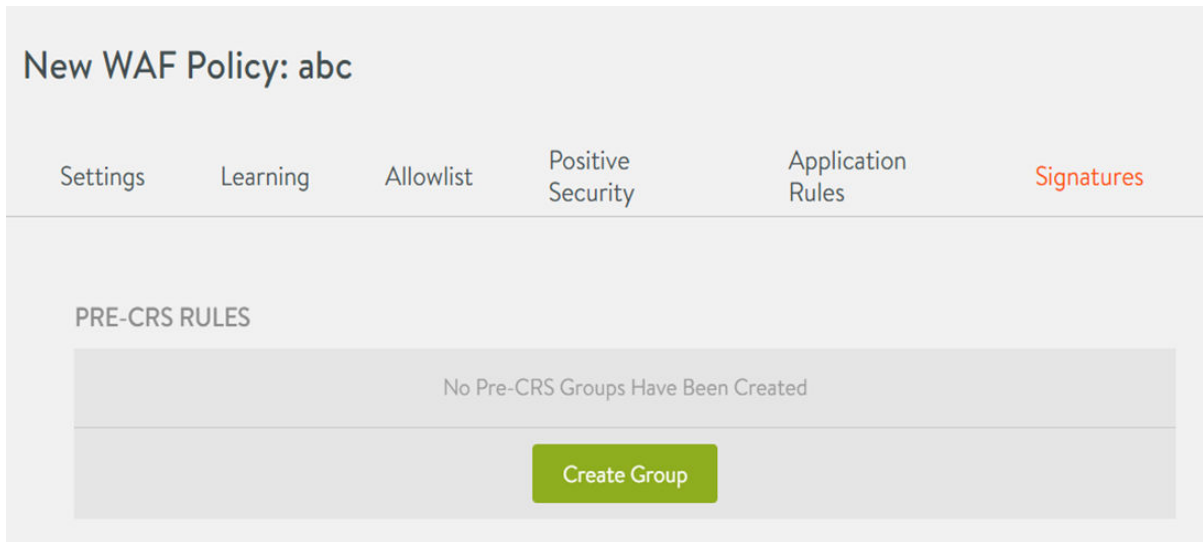 New WAF Policy: abc
Settings
Learning
Allowlist
Positive
Security
Application
Rules
Signatures
PRE-CRS RULES
No Pre-CRS Groups Have Been Created
Create Group